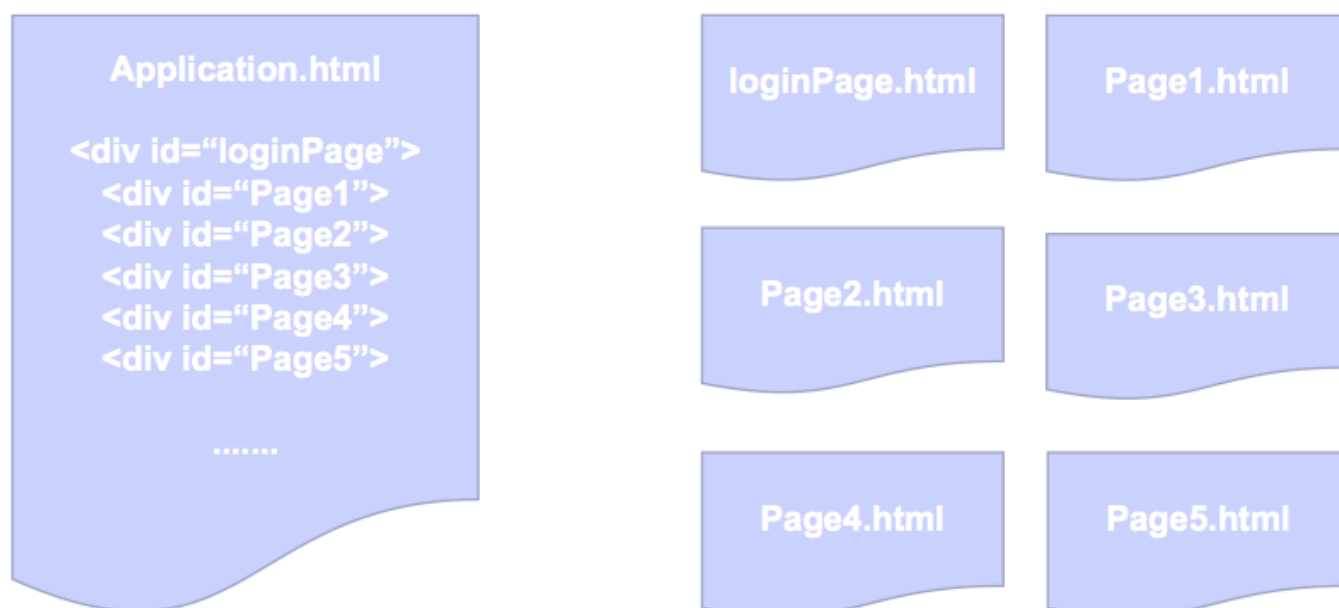 Application.html
<div id=“loginPage”>
<div id=“Page1”>
<div id=“Page2”>
<div id=“Page3”>
<div id=“Page4”>
<div id=“Page5”>
.......
loginPage.html
Page1.html
Page2.html
Page3.html
Page4.html
Page5.html